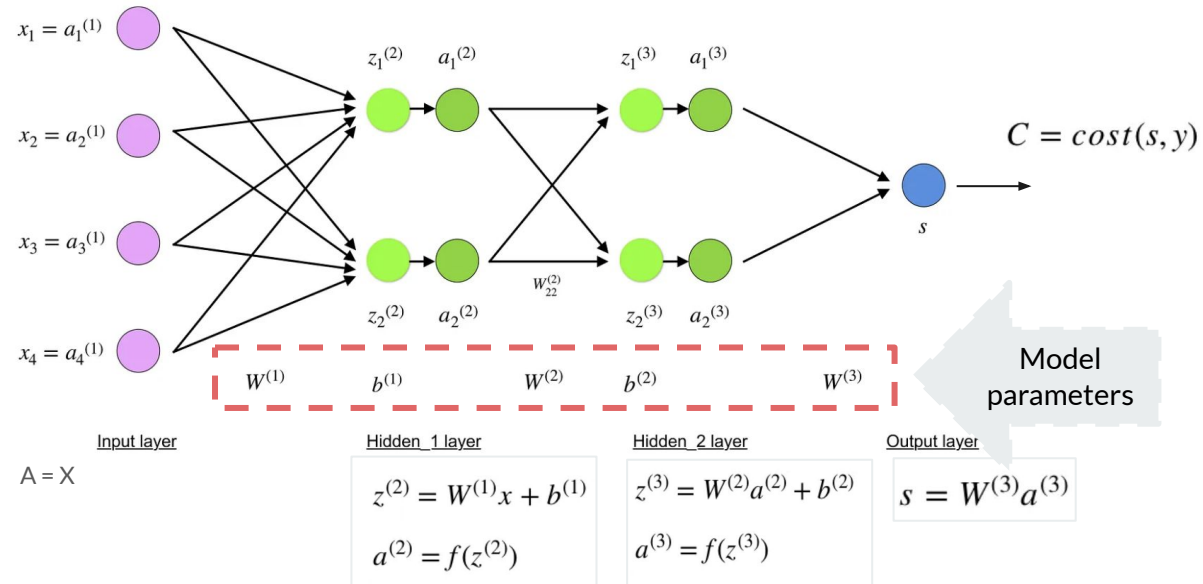 x₁ = a₁⁽¹⁾
z₁⁽²⁾ a₁⁽²⁾ z₁⁽³⁾ a₁⁽³⁾
x₂ = a₂⁽¹⁾
C = cost(s, y)
x₃ = a₃⁽¹⁾
s
W₂₂⁽²⁾
z₂⁽²⁾ a₂⁽²⁾ z₂⁽³⁾ a₂⁽³⁾
x₄ = a₄⁽¹⁾
Model
parameters
W⁽¹⁾ b⁽¹⁾ W⁽²⁾ b⁽²⁾ W⁽³⁾
Input layer Hidden_1 layer Hidden_2 layer Output layer
A = X
z⁽²⁾ = W⁽¹⁾x + b⁽¹⁾
a⁽²⁾ = f(z⁽²⁾)
z⁽³⁾ = W⁽²⁾a⁽²⁾ + b⁽²⁾
a⁽³⁾ = f(z⁽³⁾)
s = W⁽³⁾a⁽³⁾